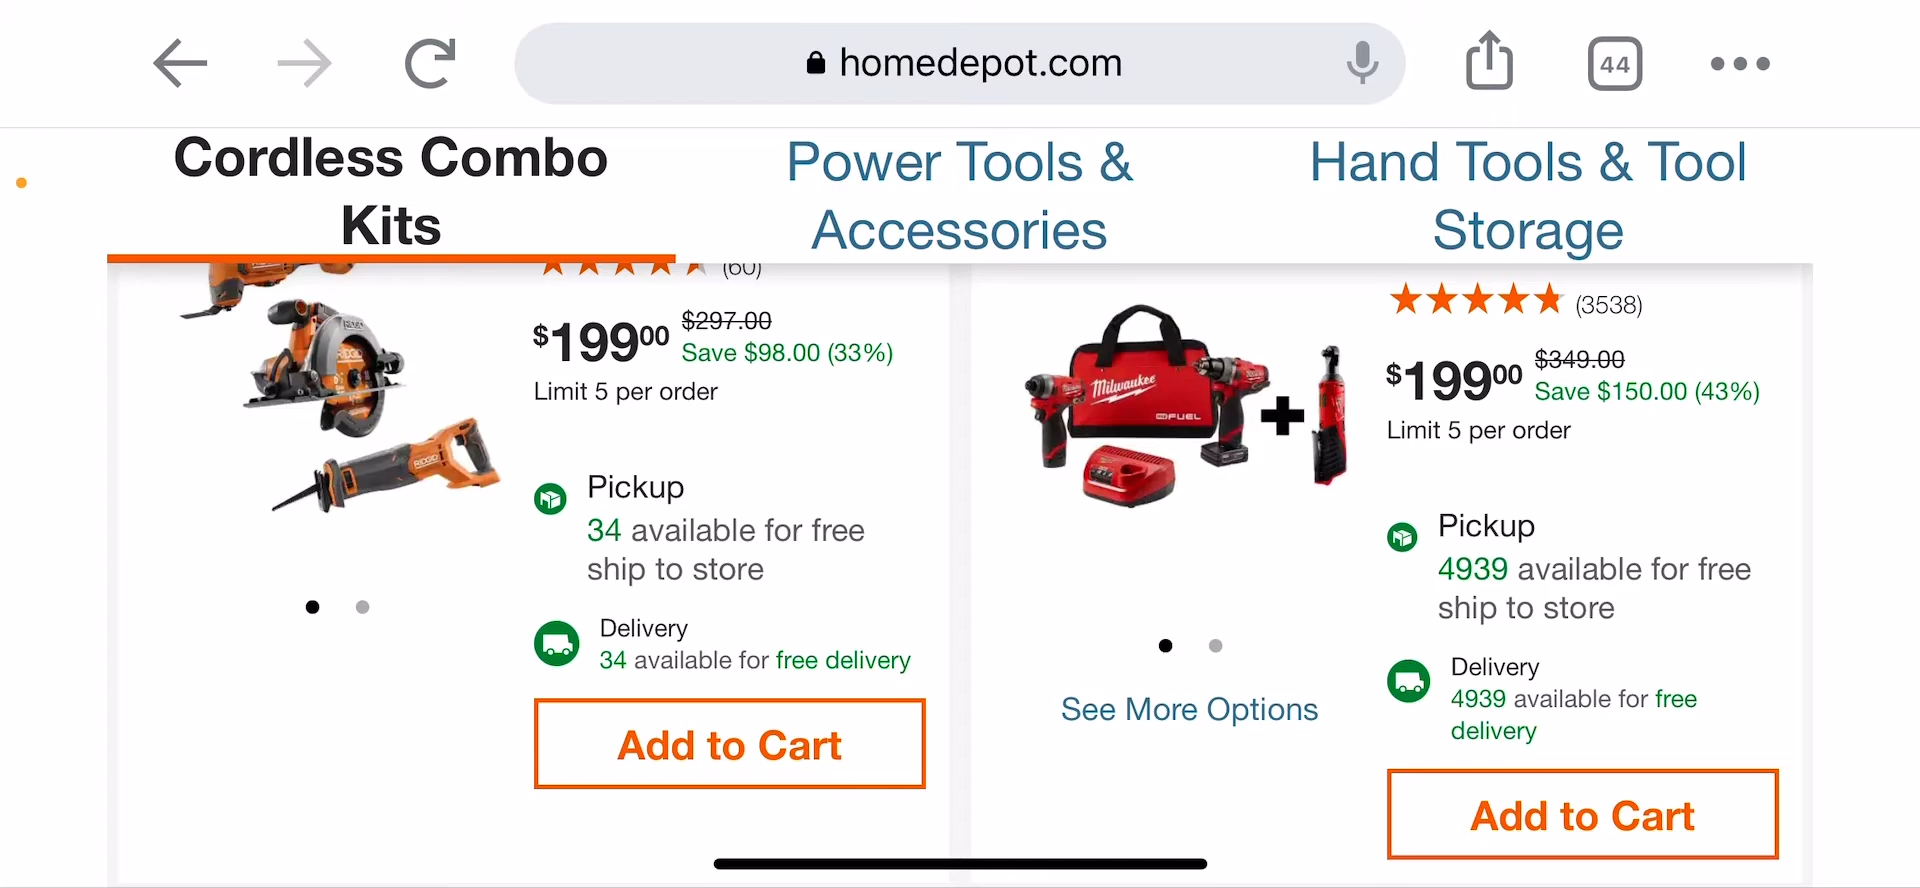 homedepot.com
44
Cordless Combo
Kits
Power Tools &
Accessories
Hand Tools & Tool
Storage
(60)
$19900
$297.00
Save $98.00 (33%)
Limit 5 per order
Pickup
34 available for free
ship to store
Delivery
34 available for free delivery
Add to Cart
RIDGID
RIDGID
Milwaukee
FUEL
See More Options
(3538)
$19900
$349.00
Save $150.00 (43%)
Limit 5 per order
Pickup
4939 available for free
ship to store
Delivery
4939 available for free
delivery
Add to Cart